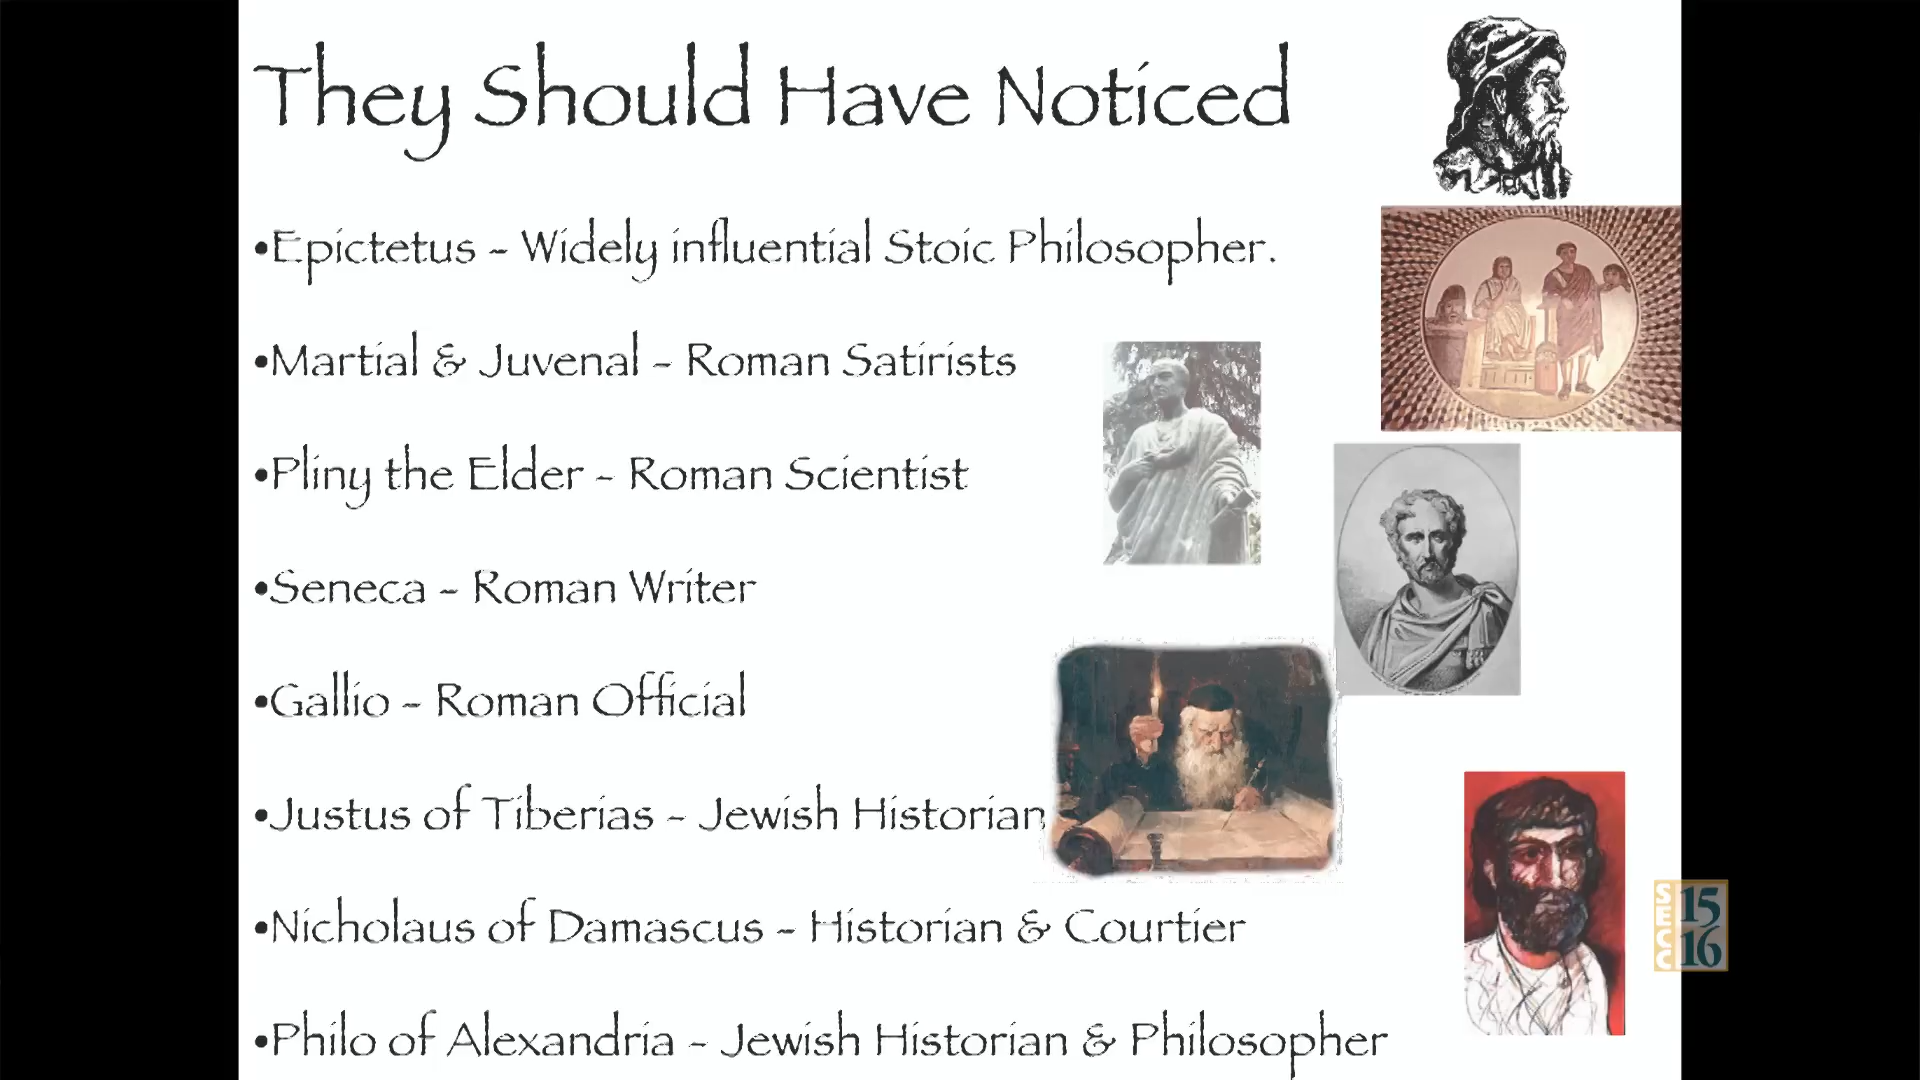 They Should Have Noticed
•Epictetus - Widely influential Stoic Philosopher.
•Martial & Juvenal - Roman Satirists
•Pliny the Elder - Roman Scientist
•Seneca - Roman Writer
•Gallio - Roman Official
•Justus of Tiberias - Jewish Historian
•Nicholaus of Damascus - Historian & Courtier
•Philo of Alexandria - Jewish Historian & Philosopher
SECC
15
16